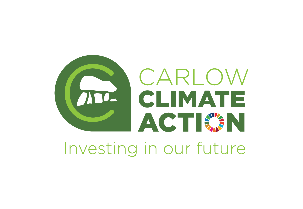 CARLOW
CLIMATE
ACTION
Investing in our future